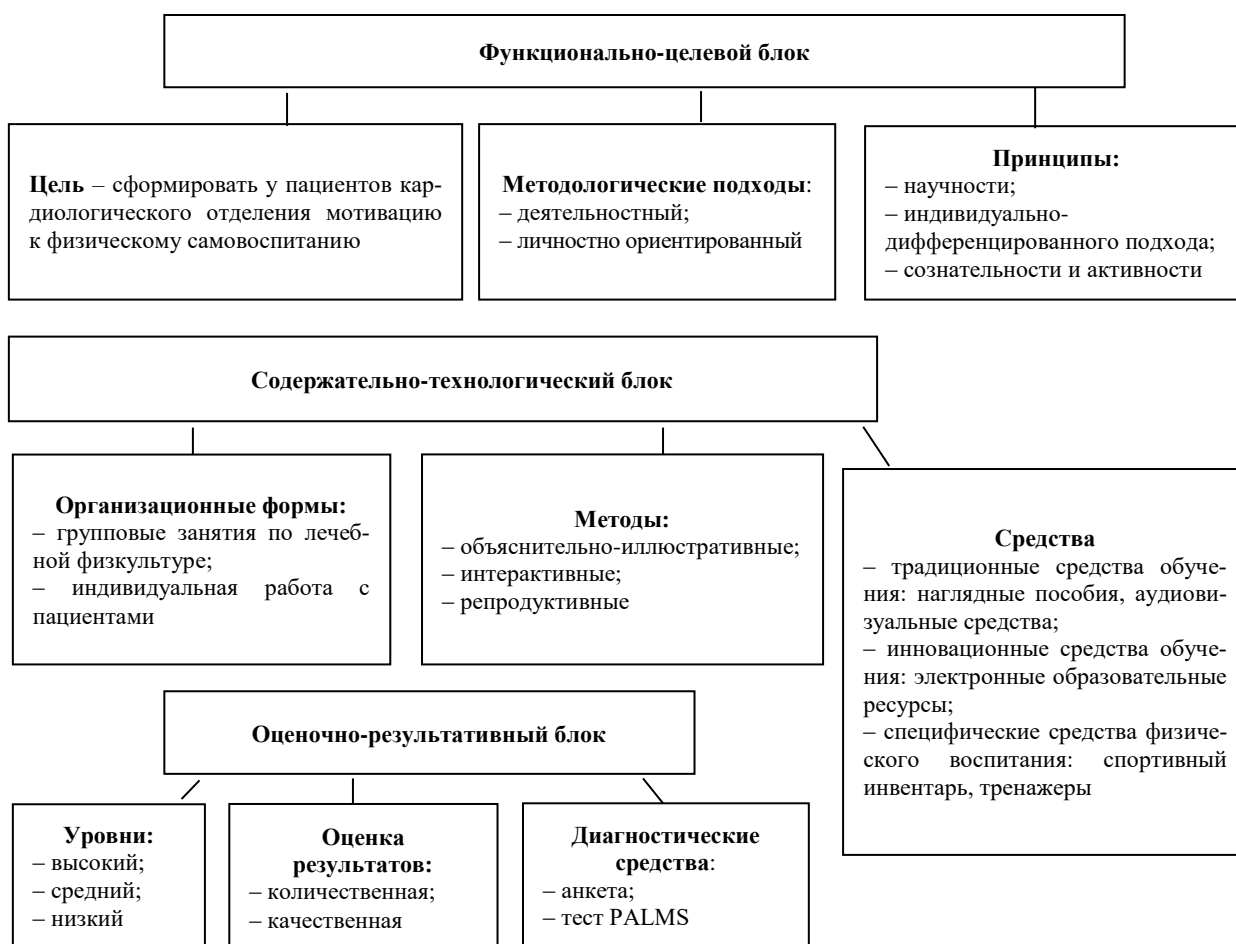 Функционально-целевой блок
Цель – сформировать у пациентов кар-
диологического отделения мотивацию
к физическому самовоспитанию
Методологические подходы:
– деятельностный;
– личностно ориентированный
Принципы:
– научности;
– индивидуально-
дифференцированного подхода;
– сознательности и активности
Содержательно-технологический блок
Организационные формы:
– групповые занятия по лечеб-
ной физкультуре;
– индивидуальная работа с
пациентами
Методы:
– объяснительно-иллюстративные;
– интерактивные;
– репродуктивные
Средства
– традиционные средства обуче-
ния: наглядные пособия, аудиови-
зуальные средства;
– инновационные средства обуче-
ния: электронные образовательные
ресурсы;
– специфические средства физиче-
ского воспитания: спортивный
инвентарь, тренажеры
Оценочно-результативный блок
Уровни:
– высокий;
– средний;
– низкий
Оценка
результатов:
– количественная;
– качественная
Диагностические
средства:
– анкета;
– тест PALMS